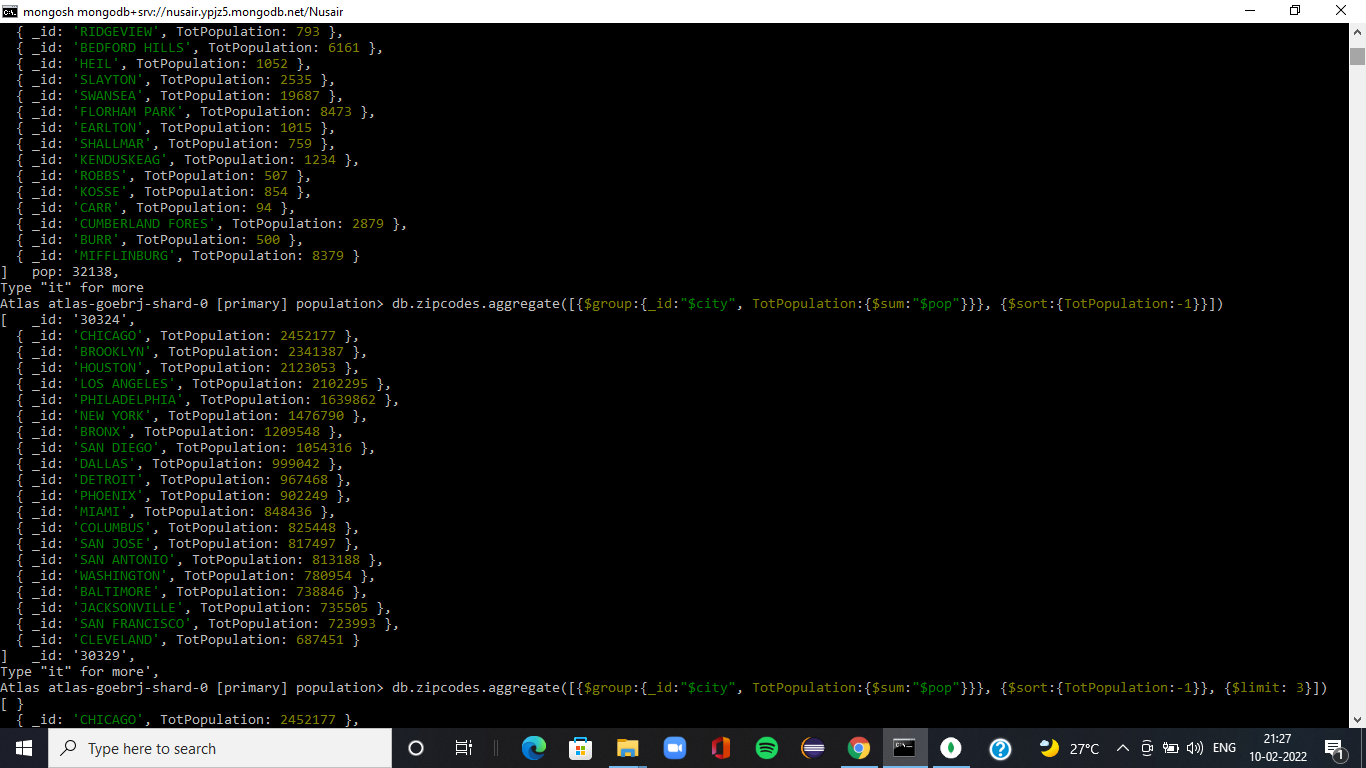 mongosh mongodb+srv://nusair.ypjz5.mongodb.net/Nusair
{ _id: 'RIDGEVIEW', TotPopulation: 793 },
{ _id: 'BEDFORD HILLS', TotPopulation: 6161 },
{ _id: 'HEIL', TotPopulation: 1052 },
{ _id: 'SLAYTON', TotPopulation: 2535 },
{ _id: 'SWANSEA', TotPopulation: 19687 },
{ _id: 'FLORHAM PARK', TotPopulation: 8473 },
{ _id: 'EARLTON', TotPopulation: 1015 },
{ _id: 'SHALLMAR', TotPopulation: 759 },
{ _id: 'KENDUSKEAG', TotPopulation: 1234 },
{ _id: 'ROBBS', TotPopulation: 507 },
{ _id: 'KOSSE', TotPopulation: 854 },
{ _id: 'CARR', TotPopulation: 94 },
{ _id: 'CUMBERLAND FORES', TotPopulation: 2879 },
{ _id: 'BURR', TotPopulation: 500 },
{ _id: 'MIFFLINBURG', TotPopulation: 8379 }
]   pop: 32138,
Type "it" for more
Atlas atlas-goebrj-shard-0 [primary] population> db.zipcodes.aggregate([{$group:{_id:"$city", TotPopulation:{$sum:"$pop"}}}, {$sort:{TotPopulation:-1}}])
[   _id: '30324',
{ _id: 'CHICAGO', TotPopulation: 2452177 },
{ _id: 'BROOKLYN', TotPopulation: 2341387 },
{ _id: 'HOUSTON', TotPopulation: 2123053 },
{ _id: 'LOS ANGELES', TotPopulation: 2102295 },
{ _id: 'PHILADELPHIA', TotPopulation: 1639862 },
{ _id: 'NEW YORK', TotPopulation: 1476790 },
{ _id: 'BRONX', TotPopulation: 1209548 },
{ _id: 'SAN DIEGO', TotPopulation: 1054316 },
{ _id: 'DALLAS', TotPopulation: 999042 },
{ _id: 'DETROIT', TotPopulation: 967468 },
{ _id: 'PHOENIX', TotPopulation: 902249 },
{ _id: 'MIAMI', TotPopulation: 848436 },
{ _id: 'COLUMBUS', TotPopulation: 825448 },
{ _id: 'SAN JOSE', TotPopulation: 817497 },
{ _id: 'SAN ANTONIO', TotPopulation: 813188 },
{ _id: 'WASHINGTON', TotPopulation: 780954 },
{ _id: 'BALTIMORE', TotPopulation: 738846 },
{ _id: 'JACKSONVILLE', TotPopulation: 735505 },
{ _id: 'SAN FRANCISCO', TotPopulation: 723993 },
{ _id: 'CLEVELAND', TotPopulation: 687451 }
]   _id: '30329',
Type "it" for more',
Atlas atlas-goebrj-shard-0 [primary] population> db.zipcodes.aggregate([{$group:{_id:"$city", TotPopulation:{$sum:"$pop"}}}, {$sort:{TotPopulation:-1}}, {$limit: 3}])
[ }
{ _id: 'CHICAGO', TotPopulation: 2452177 },
Type here to search
27°C
ENG
21:27
10-02-2022
1